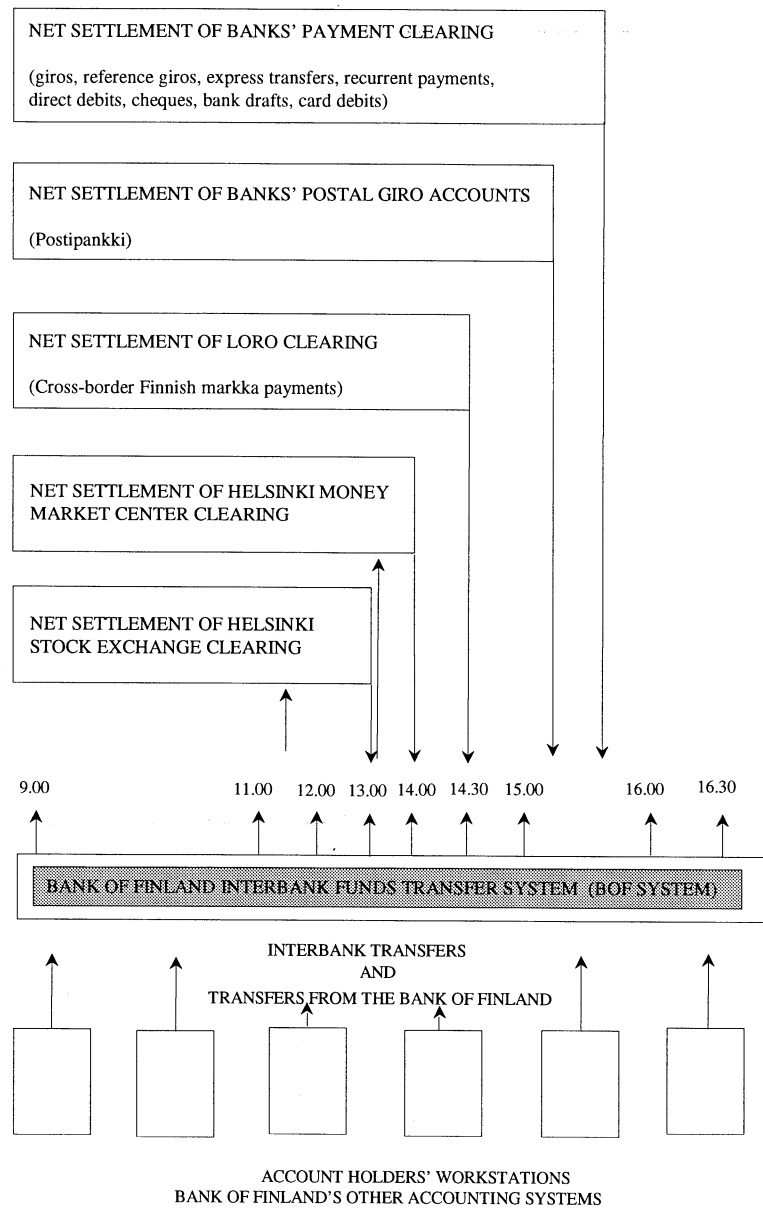 NET SETTLEMENT OF BANKS' PAYMENT CLEARING
(giros, reference giros, express transfers, recurrent payments,
direct debits, cheques, bank drafts, card debits)
NET SETTLEMENT OF BANKS' POSTAL GIRO ACCOUNTS
(Postipankki)
NET SETTLEMENT OF LORO CLEARING
(Cross-border Finnish markka payments)
NET SETTLEMENT OF HELSINKI MONEY
MARKET CENTER CLEARING
NET SETTLEMENT OF HELSINKI
STOCK EXCHANGE CLEARING
9.00 11.00 12.00 13.00 14.00 14.30 15.00 16.00 16.30
BANK OF FINLAND INTERBANK FUNDS TRANSFER SYSTEM (BOF SYSTEM)
INTERBANK TRANSFERS
AND
TRANSFERS FROM THE BANK OF FINLAND
ACCOUNT HOLDERS' WORKSTATIONS
BANK OF FINLAND'S OTHER ACCOUNTING SYSTEMS